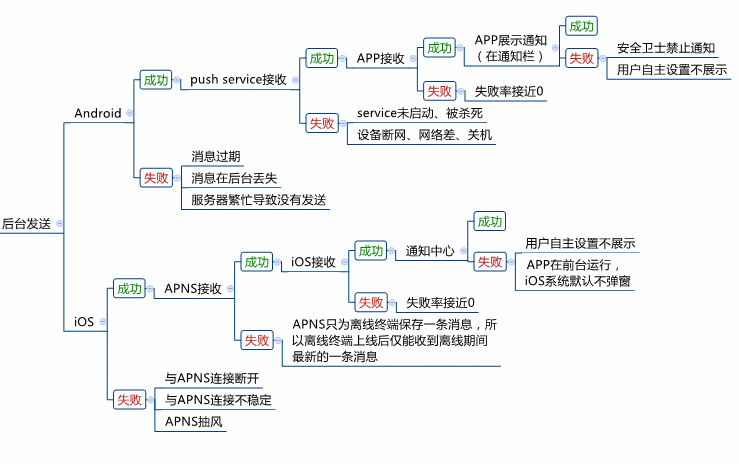 后台发送
Android
成功
push service接收
成功
APP接收
成功
APP展示通知
（在通知栏）
成功
失败
安全卫士禁止通知
用户自主设置不展示
失败
失败率接近0
失败
service未启动、被杀死
设备断网、网络差、关机
失败
消息过期
消息在后台丢失
服务器繁忙导致没有发送
iOS
成功
APNS接收
成功
iOS接收
成功
通知中心
成功
失败
用户自主设置不展示
APP在前台运行，
iOS系统默认不弹窗
失败
失败率接近0
失败
APNS只为离线终端保存一条消息，所
以离线终端上线后仅能收到离线期间
最新的一条消息
失败
与APNS连接断开
与APNS连接不稳定
APNS抽风